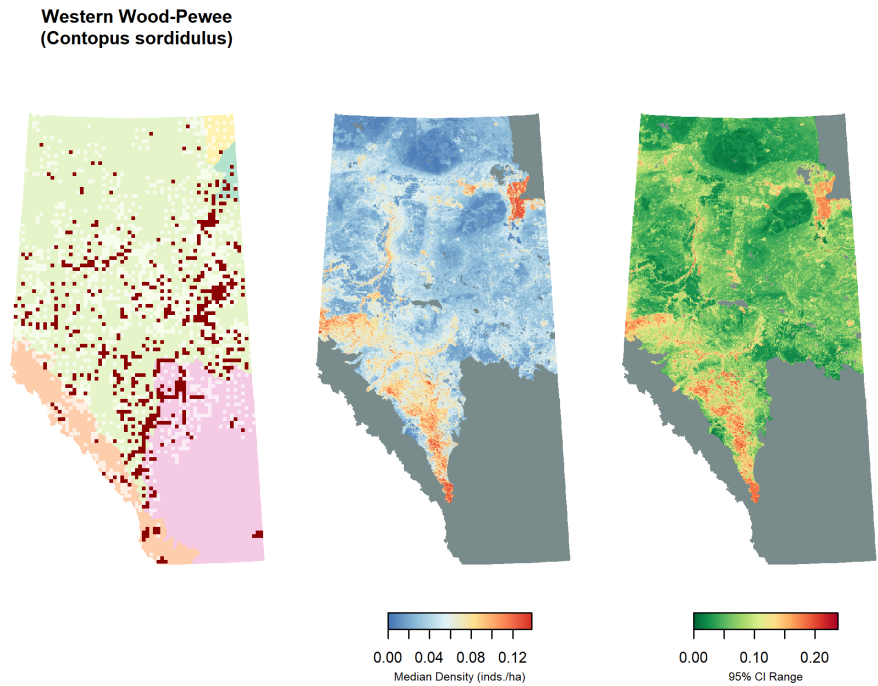 Western Wood-Pewee
(Contopus sordidulus)
0.00 0.04 0.08 0.12
Median Density (inds./ha)
0.00 0.10 0.20
95% CI Range